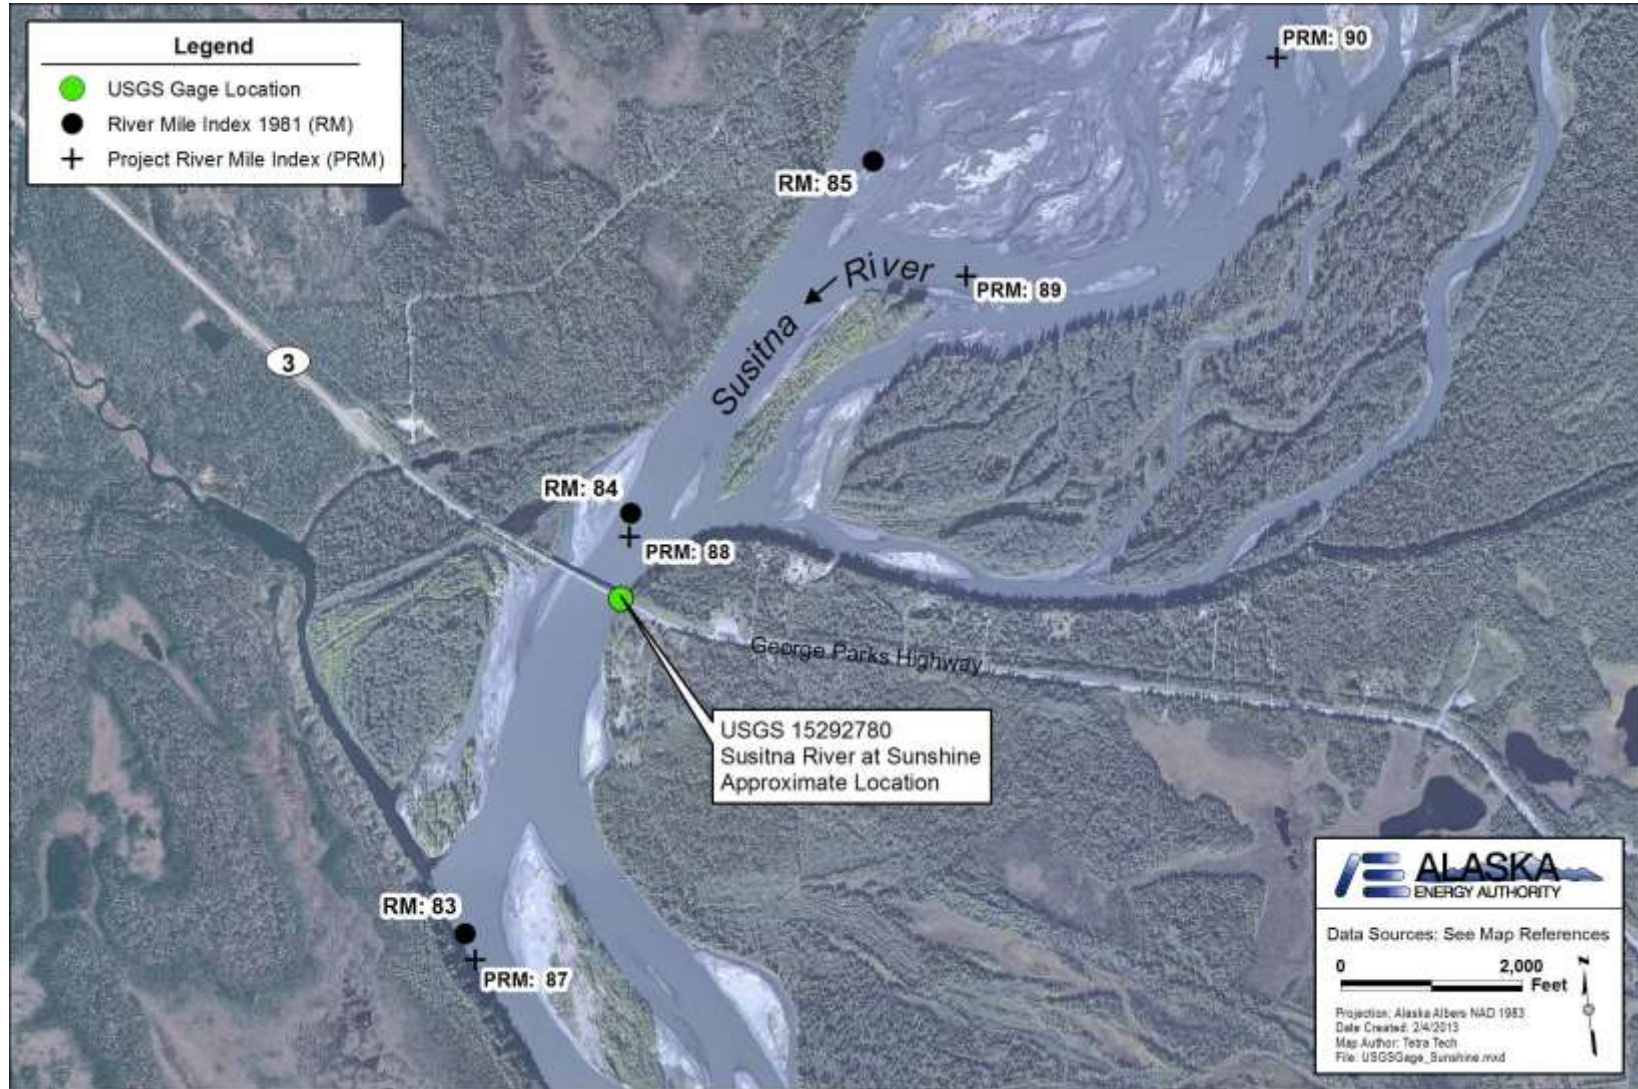 Legend
USGS Gage Location
River Mile Index 1981 (RM)
Project River Mile Index (PRM)
PRM: 90
RM: 85
River
PRM: 89
Susitna
3
RM: 84
PRM: 88
George Parks Highway
USGS 15292780
Susitna River at Sunshine
Approximate Location
RM: 83
PRM: 87
ALASKA
ENERGY AUTHORITY
Data Sources: See Map References
0 2,000
Feet
N
Projection: Alaska Albers NAD 1983
Date Created: 2/4/2013
Map Author: Tetra Tech
File: USGSGage_Sunshine.mxd